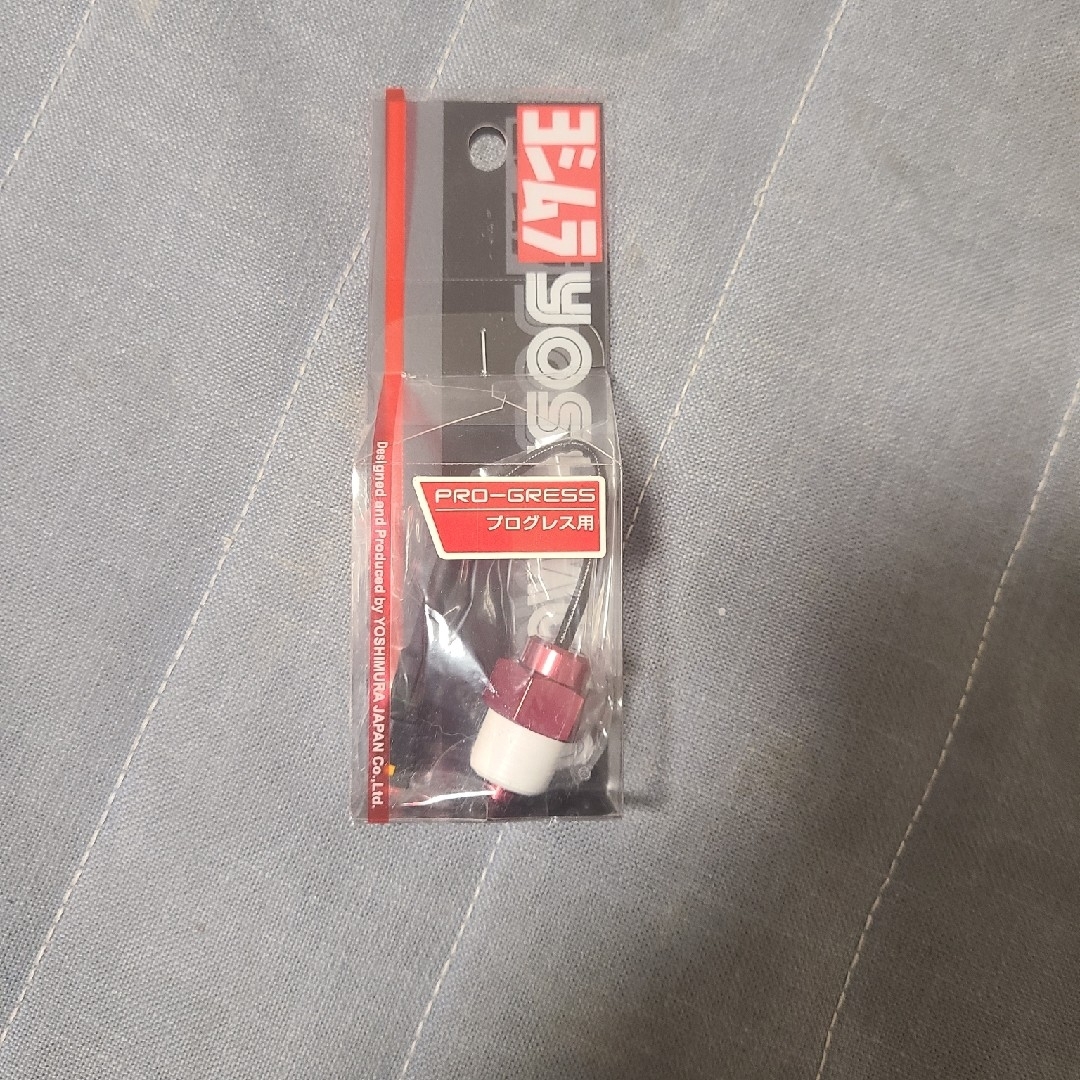 ヨシムラ
YOS
PRO-GRESS
プログレス用
Designed and Produced by YOSHIMURA JAPAN Co.,Ltd.